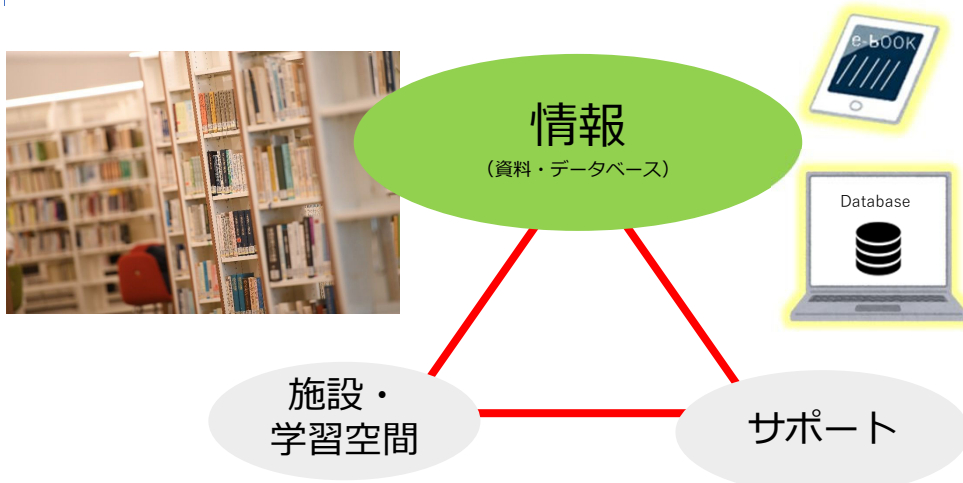 情報
(資料・データベース)
e-bOOK
Database
施設・
学習空間
サポート